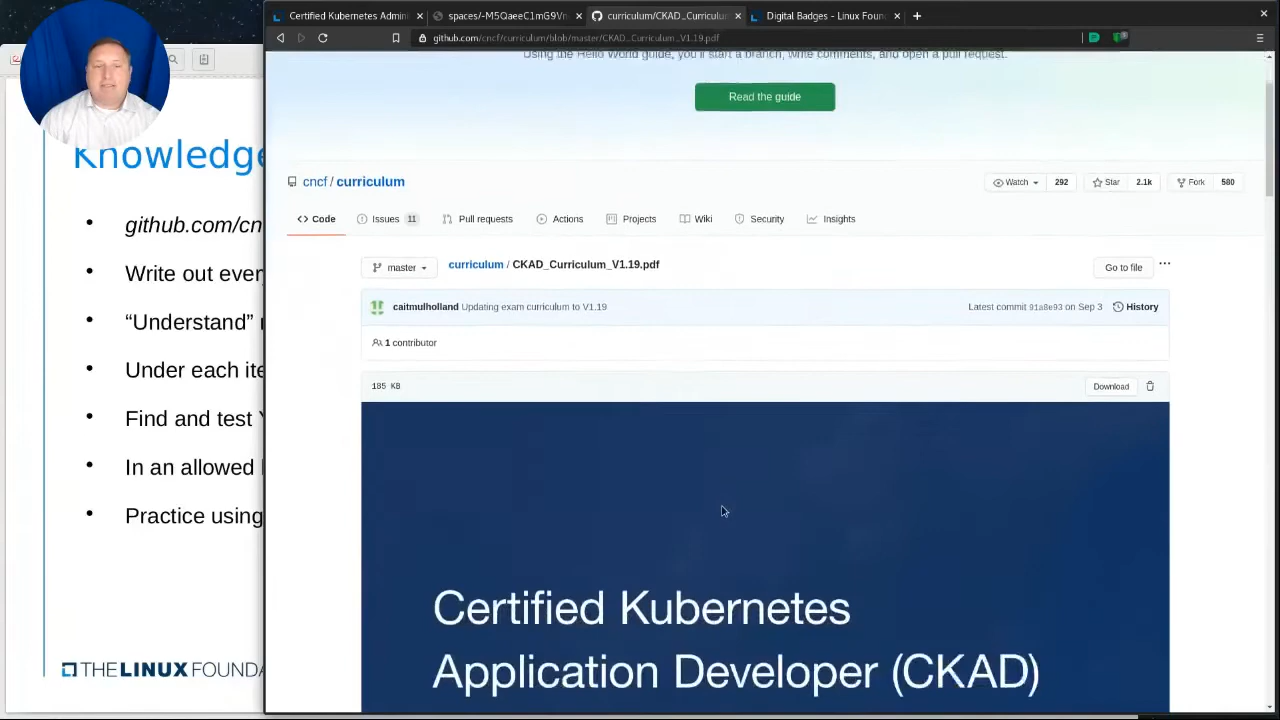 Certified Kubernetes Admin
spaces/-M5QaeeC1mG9V
curriculum/CKAD_Curriculu
Digital Badges - Linux Foun
github.com/cncf/curriculum/blob/master/CKAD_Curriculum_V1.19.pdf
Using the Hello World guide, you'll start a branch, write comments, and open a pull request.
Read the guide
cncf / curriculum
Watch 292 Star 2.1k Fork 580
Code Issues 11 Pull requests Actions Projects Wiki Security Insights
master curriculum / CKAD_Curriculum_V1.19.pdf Go to file
caitmulholland Updating exam curriculum to V1.19 Latest commit 91a8e93 on Sep 3 History
1 contributor
185 KB Download
Certified Kubernetes
Application Developer (CKAD)
Knowledge
• github.com/cn
• Write out ever
• “Understand”
• Under each ite
• Find and test
• In an allowed
• Practice using
THE LINUX FOUNDA